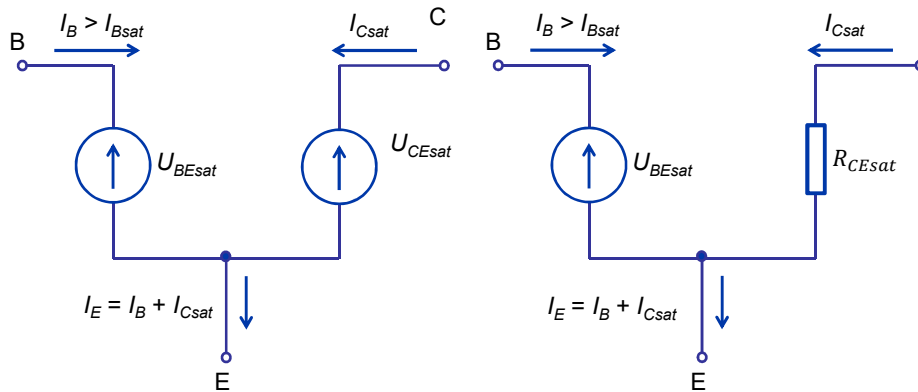 I_B > I_Bsat
I_Csat
C
B
U_BEsat
U_CEsat
I_E = I_B + I_Csat
E
I_B > I_Bsat
I_Csat
B
U_BEsat
R_CEsat
I_E = I_B + I_Csat
E